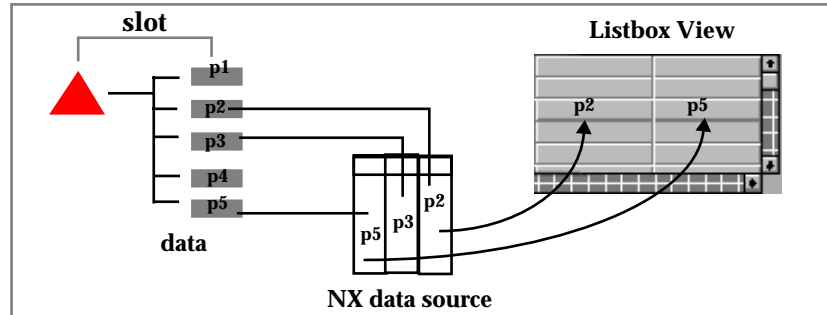 slot
Listbox View
p1
p2
p3
p4
p5
data
p5
p3
p2
NX data source
p2
p5